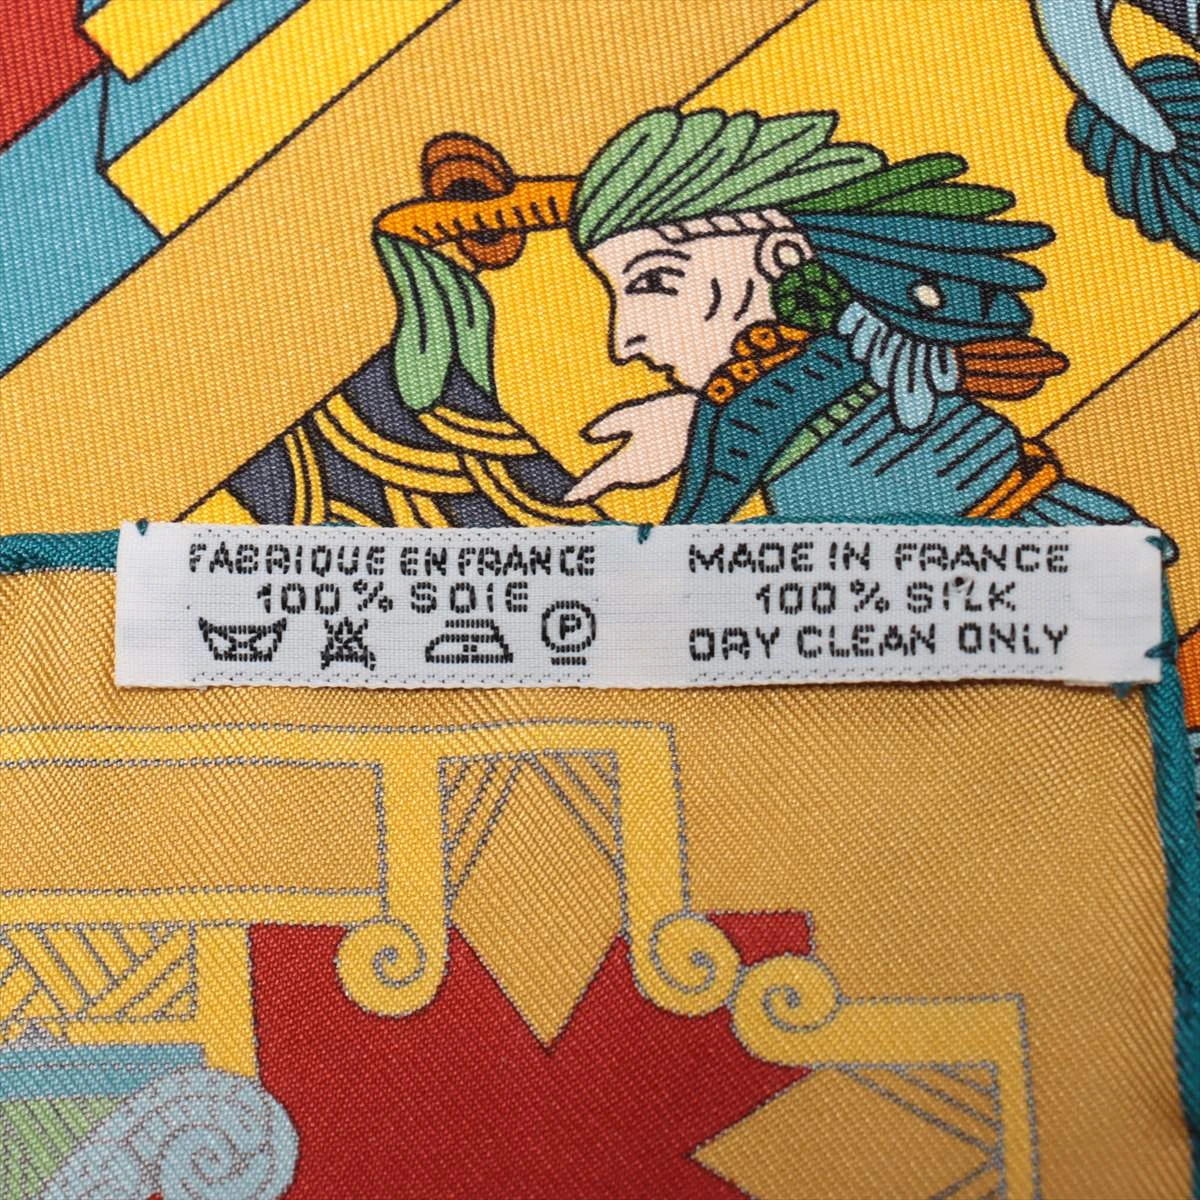 FABRIQUE EN FRANCE
100% SOIE
P
MADE IN FRANCE
100% SILK
DRY CLEAN ONLY